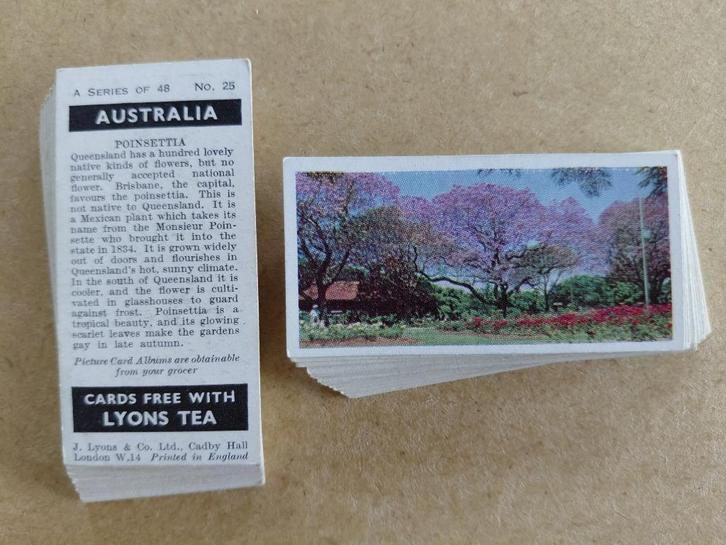 A SERIES OF 48 No. 25
AUSTRALIA
POINSETTIA
Queensland has a hundred lovely
native kinds of flowers, but no
generally accepted national
flower. Brisbane, the capital,
favours the poinsettia. This is
not native to Queensland. It is
a Mexican plant which takes its
name from the Monsieur Poin-
sette who brought it into the
state in 1834. It is grown widely
out of doors and flourishes in
Queensland's hot, sunny climate.
In the south of Queensland it is
cooler, and the flower is culti-
vated in glasshouses to guard
against frost. Poinsettia is a
tropical beauty, and its glowing
scarlet leaves make the gardens
gay in late autumn.
Picture Card Albums are obtainable
from your grocer
CARDS FREE WITH
LYONS TEA
J. Lyons & Co. Ltd., Cadby Hall
London W.14 Printed in England